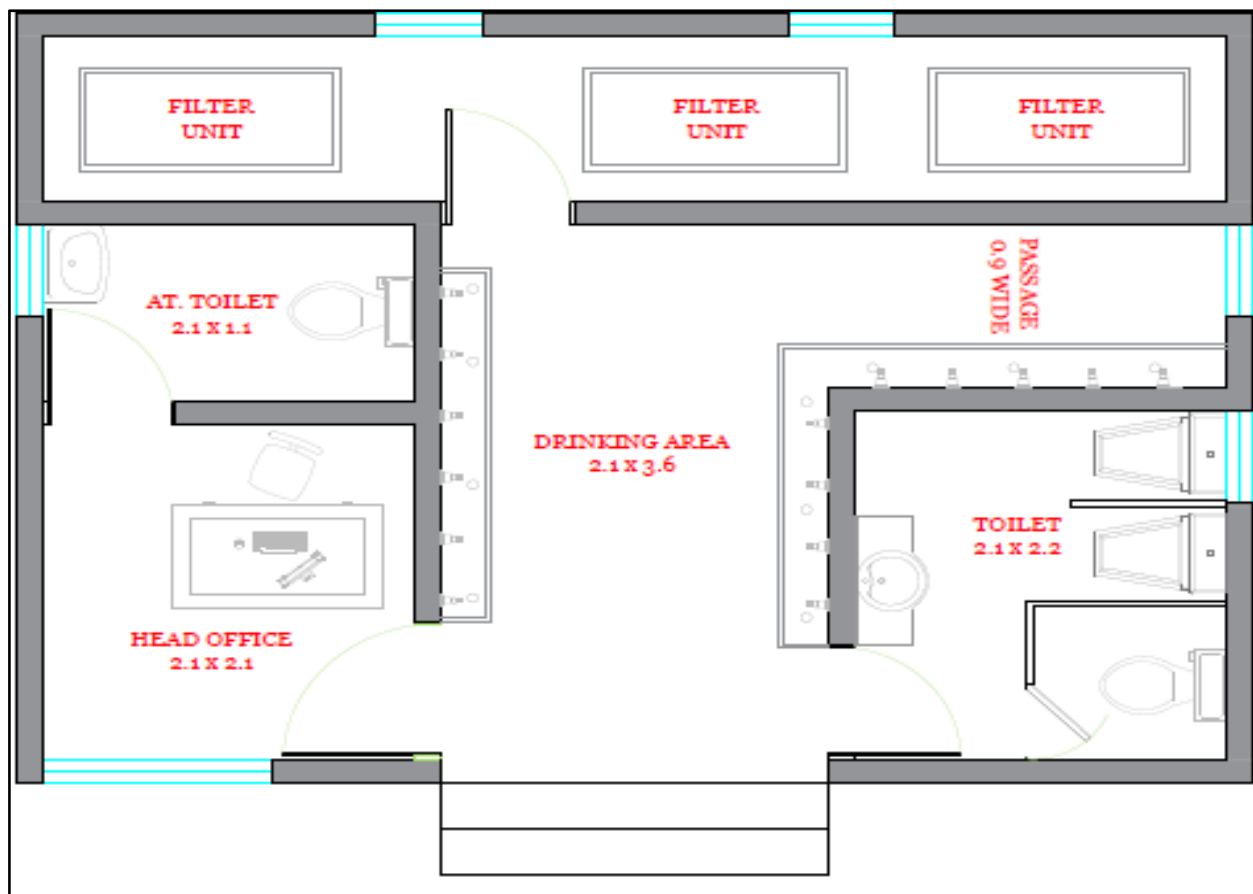 FILTER
UNIT
FILTER
UNIT
FILTER
UNIT
PASSAGE
0.9 WIDE
AT. TOILET
2.1 X 1.1
DRINKING AREA
2.1 X 3.6
TOILET
2.1 X 2.2
HEAD OFFICE
2.1 X 2.1